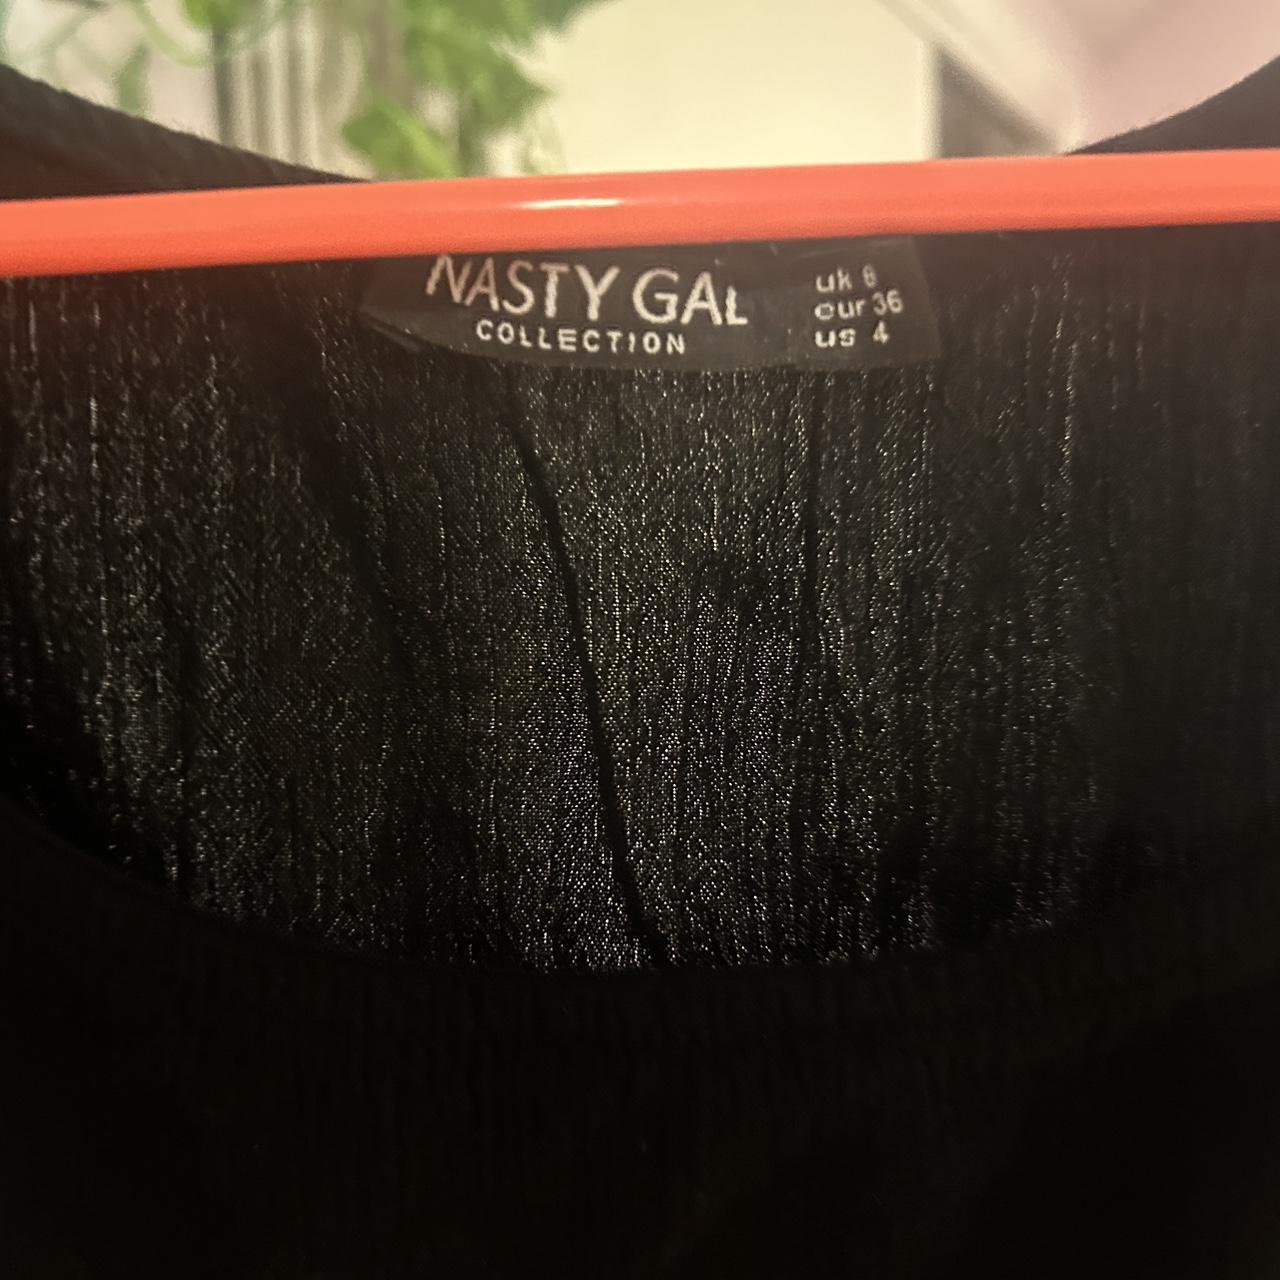 NASTY GAL
COLLECTION
uk 8
eur 36
us 4